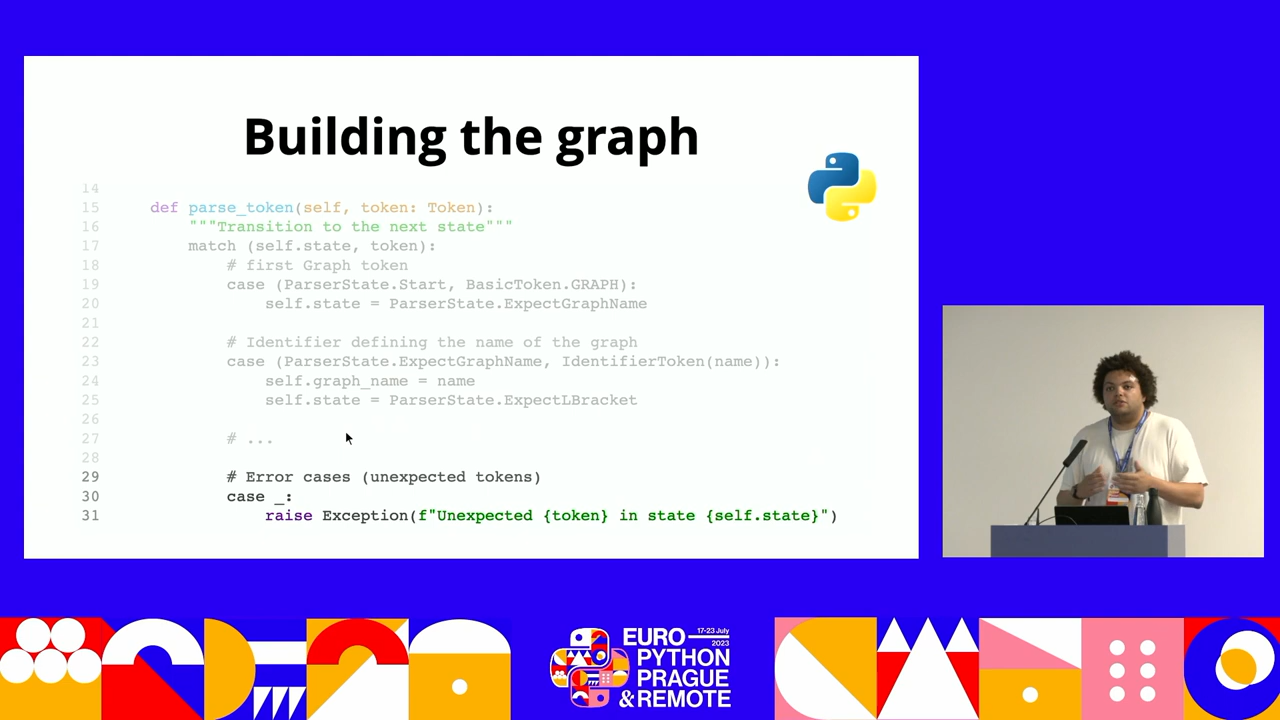 Building the graph
14
15 def parse_token(self, token: Token):
16 """Transition to the next state"""
17 match (self.state, token):
18 # first Graph token
19 case (ParserState.Start, BasicToken.GRAPH):
20 self.state = ParserState.ExpectGraphName
21
22 # Identifier defining the name of the graph
23 case (ParserState.ExpectGraphName, IdentifierToken(name)):
24 self.graph_name = name
25 self.state = ParserState.ExpectLBracket
26
27 # ...
28
29 # Error cases (unexpected tokens)
30 case _:
31 raise Exception(f"Unexpected {token} in state {self.state}")
EURO 17-23 July
2023
PYTHON
PRAGUE
& REMOTE